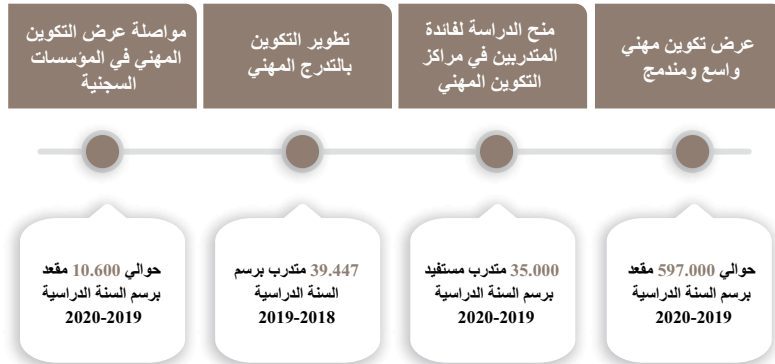 عرض تكوين مهني
واسع ومندمج
منح الدراسة لفائدة
المتدربين في مراكز
التكوين المهني
تطوير التكوين
بالتدرج المهني
مواصلة عرض التكوين
المهني في المؤسسات
السجنية
حوالي 597.000 مقعد
برسم السنة الدراسية
2020-2019
35.000 متدرب مستفيد
برسم السنة الدراسية
2020-2019
39.447 متدرب برسم
السنة الدراسية
2019-2018
حوالي 10.600 مقعد
برسم السنة الدراسية
2020-2019